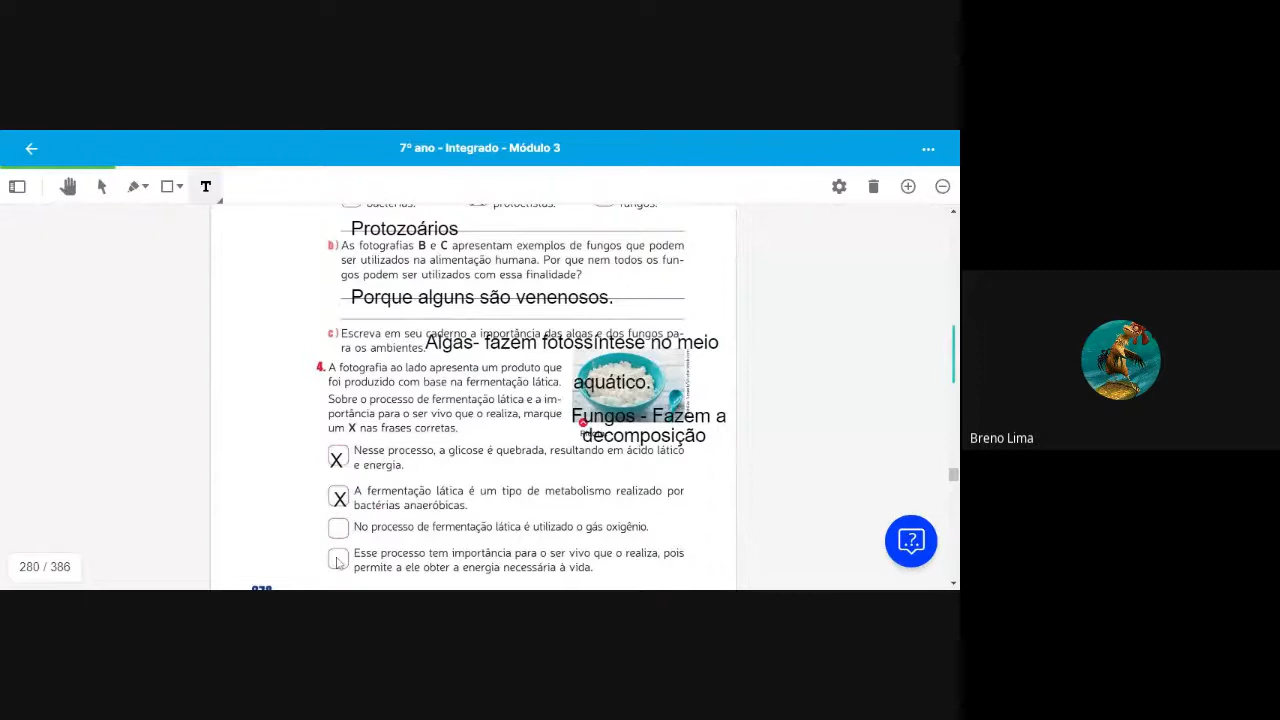 7º ano - Integrado - Módulo 3
T
bactérias. protoctistas. fungos.
Protozoários
b) As fotografias B e C apresentam exemplos de fungos que podem
ser utilizados na alimentação humana. Por que nem todos os fun-
gos podem ser utilizados com essa finalidade?
Porque alguns são venenosos.
c) Escreva em seu caderno a importância das algas e dos fungos pa-
ra os ambientes.
Algas- fazem fotossíntese no meio
aquático.
Fungos - Fazem a
decomposição
4. A fotografia ao lado apresenta um produto que
foi produzido com base na fermentação lática.
Sobre o processo de fermentação lática e a im-
portância para o ser vivo que o realiza, marque
um X nas frases corretas.
X Nesse processo, a glicose é quebrada, resultando em ácido lático
e energia.
X A fermentação lática é um tipo de metabolismo realizado por
bactérias anaeróbicas.
No processo de fermentação lática é utilizado o gás oxigênio.
Esse processo tem importância para o ser vivo que o realiza, pois
permite a ele obter a energia necessária à vida.
280 / 386
Breno Lima